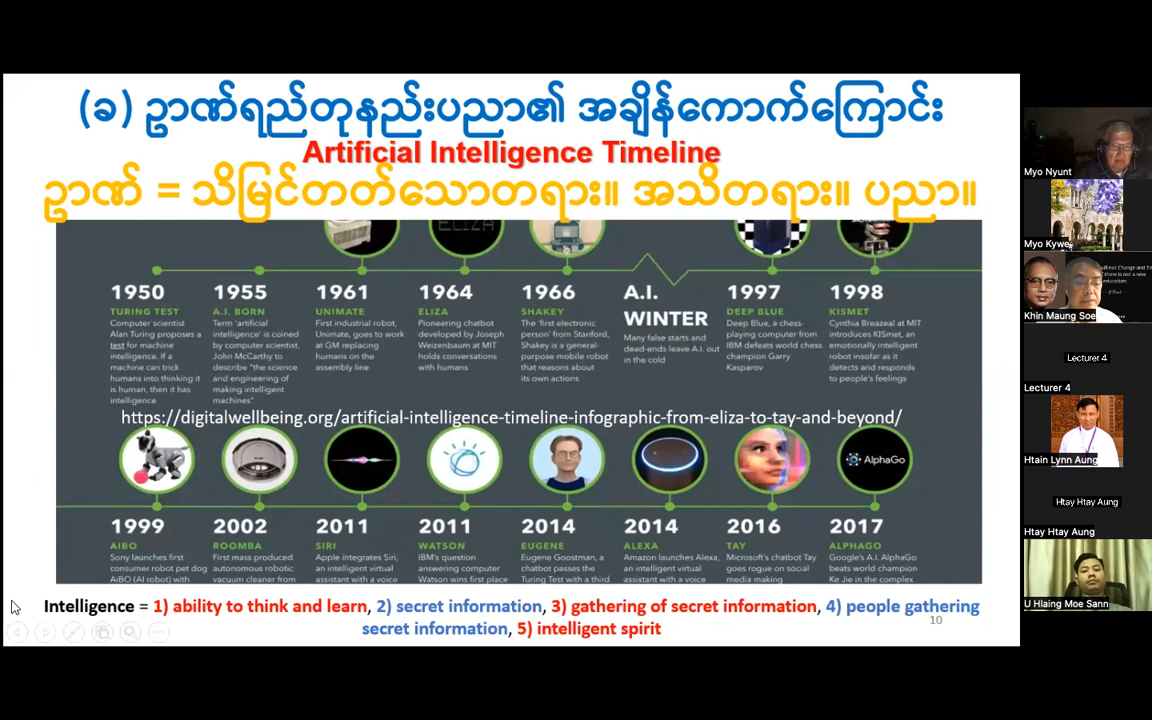 (ခ) ဉာဏ်ရည်တုနည်းပညာ၏ အချိန်ကောက်ကြောင်း
Artificial Intelligence Timeline
ဉာဏ် = သိမြင်တတ်သောတရား။ အသိတရား။ ပညာ။
ELIZA
1950
TURING TEST
Computer scientist
Alan Turing proposes a
test for machine
intelligence. If a
machine can trick
humans into thinking it
is human, then it has
intelligence
1955
A.I. BORN
Term 'artificial
intelligence' is coined
by computer scientist,
John McCarthy to
describe "the science
and engineering of
making intelligent
machines"
1961
UNIMATE
First industrial robot,
Unimate, goes to work
at GM replacing
humans on the
assembly line
1964
ELIZA
Pioneering chatbot
developed by Joseph
Weizenbaum at MIT
holds conversations
with humans
1966
SHAKEY
The 'first electronic
person' from Stanford,
Shakey is a general-
purpose mobile robot
that reasons about
its own actions
A.I.
WINTER
Many false starts and
dead-ends leave A.I. out
in the cold
1997
DEEP BLUE
Deep Blue, a chess-
playing computer from
IBM defeats world chess
champion Garry
Kasparov
1998
KISMET
Cynthia Breazeal at MIT
introduces KISmet, an
emotionally intelligent
robot insofar as it
detects and responds
to people's feelings
https://digitalwellbeing.org/artificial-intelligence-timeline-infographic-from-eliza-to-tay-and-beyond/
AlphaGo
1999
AIBO
Sony launches first
consumer robot pet dog
AiBO (AI robot) with
2002
ROOMBA
First mass produced
autonomous robotic
vacuum cleaner from
2011
SIRI
Apple integrates Siri,
an intelligent virtual
assistant with a voice
2011
WATSON
IBM's question
answering computer
Watson wins first place
2014
EUGENE
Eugene Goostman, a
chatbot passes the
Turing Test with a third
2014
ALEXA
Amazon launches Alexa,
an intelligent virtual
assistant with a voice
2016
TAY
Microsoft's chatbot Tay
goes rogue on social
media making
2017
ALPHAGO
Google's A.I. AlphaGo
beats world champion
Ke Jie in the complex
Intelligence = 1) ability to think and learn, 2) secret information, 3) gathering of secret information, 4) people gathering
secret information, 5) intelligent spirit
10
Myo Nyunt
Myo Kywe
Khin Maung Soe
Lecturer 4
Lecturer 4
Htain Lynn Aung
Htay Htay Aung
Htay Htay Aung
U Hlaing Moe Sann